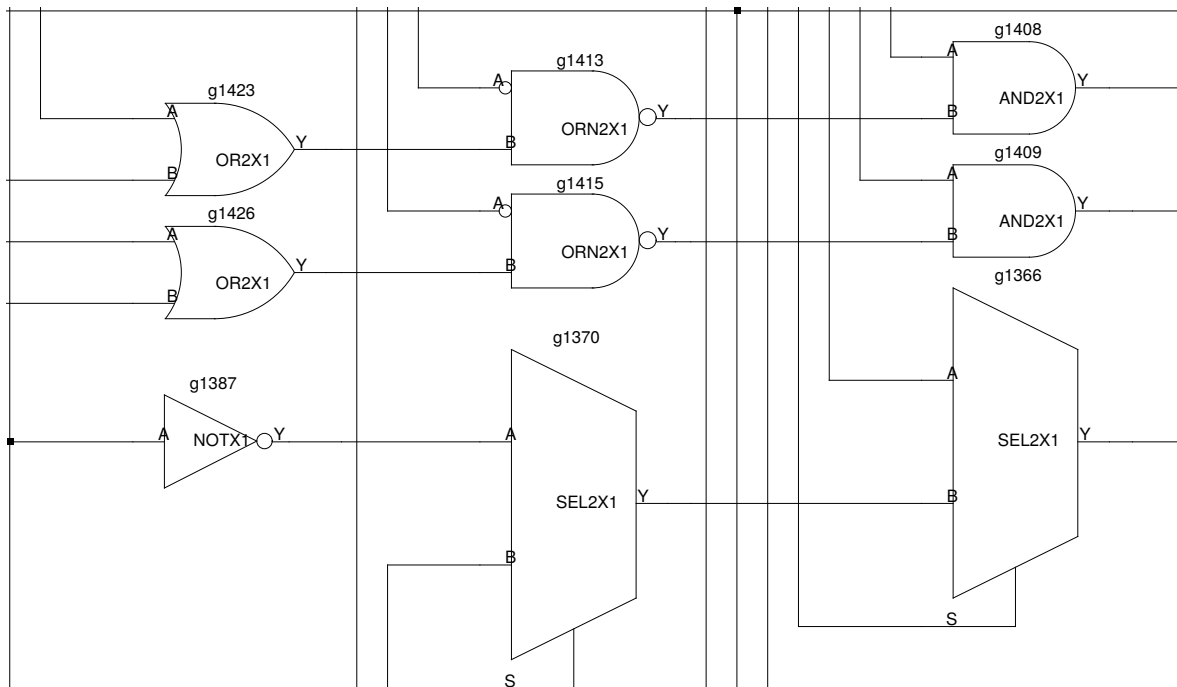 g1408
g1413
A
A
Y
g1423
AND2X1
A
Y
B
ORN2X1
Y
B
OR2X1
g1409
B
g1415
A
A
Y
g1426
AND2X1
A
Y
B
ORN2X1
Y
B
OR2X1
g1366
B
g1370
g1387
A
A
NOTX1
Y
A
SEL2X1
Y
SEL2X1
Y
B
B
S
S